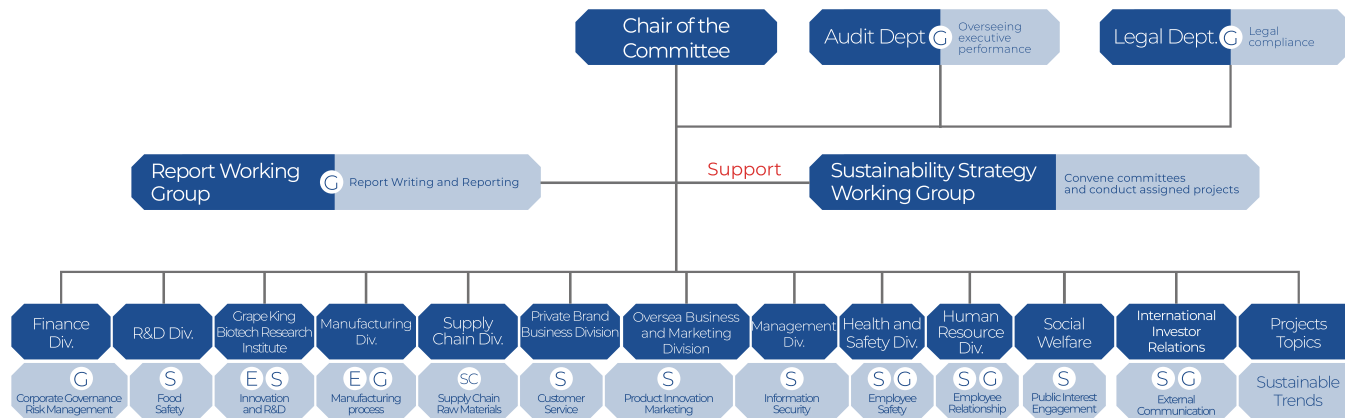 Chair of the
Committee
Audit Dept
G
Overseeing
executive
performance
Legal Dept.
G
Legal
compliance
Report Working
Group
G
Report Writing and Reporting
Support
Sustainability Strategy
Working Group
Convene committees
and conduct assigned projects
Finance
Div.
G
Corporate Governance
Risk Management
R&D Div.
S
Food
Safety
Grape King
Biotech Research
Institute
E S
Innovation
and R&D
Manufacturing
Div.
E G
Manufacturing
process
Supply
Chain Div.
SC
Supply Chain
Raw Materials
Private Brand
Business Division
S
Customer
Service
Oversea Business
and Marketing
Division
S
Product Innovation
Marketing
Management
Div.
S
Information
Security
Health and
Safety Div.
S G
Employee
Safety
Human
Resource
Div.
S G
Employee
Relationship
Social
Welfare
S
Public Interest
Engagement
International
Investor
Relations
S G
External
Communication
Projects
Topics
Sustainable
Trends